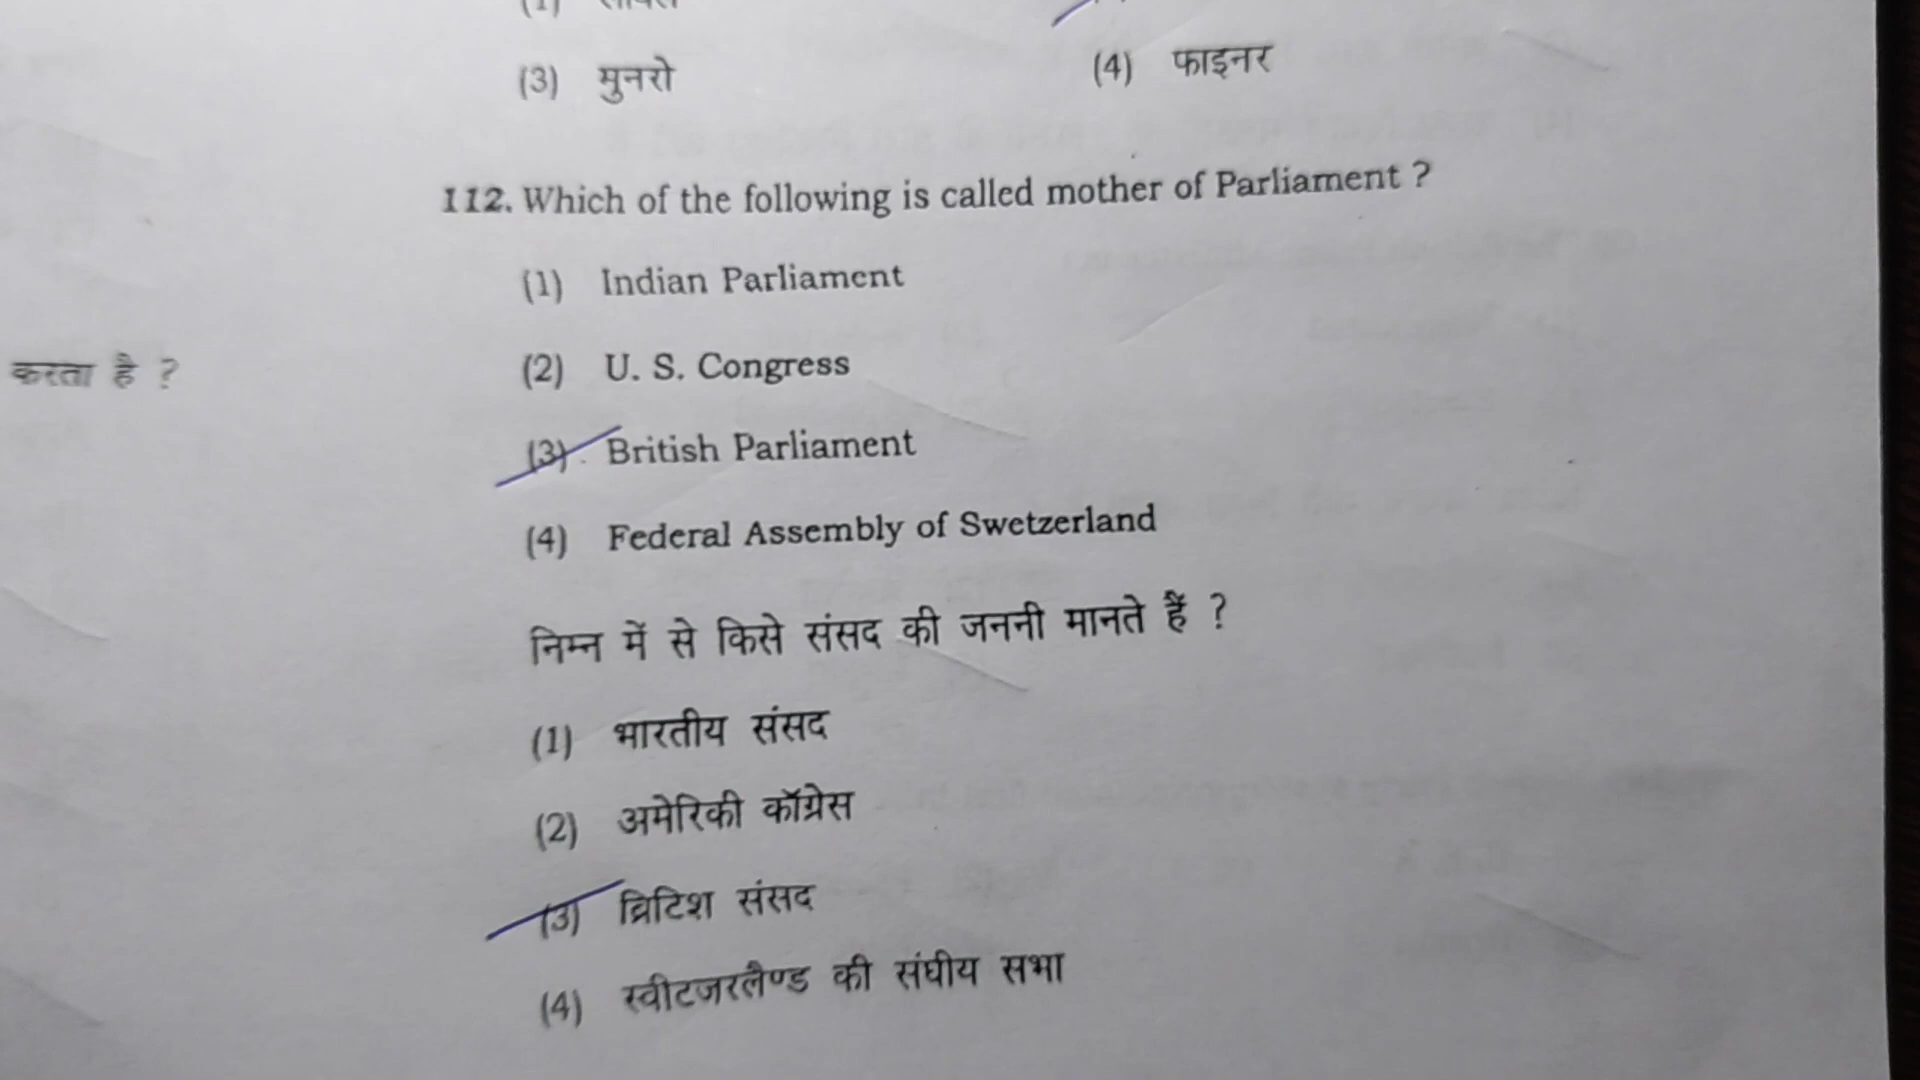 (3) मुनरो
(4) फाइनर
112. Which of the following is called mother of Parliament ?
(1) Indian Parliament
(2) U. S. Congress
(3) British Parliament
(4) Federal Assembly of Swetzerland
करता है ?
निम्न में से किसे संसद की जननी मानते हैं ?
(1) भारतीय संसद
(2) अमेरिकी कॉग्रेस
(3) ब्रिटिश संसद
(4) स्वीटजरलैण्ड की संघीय सभा